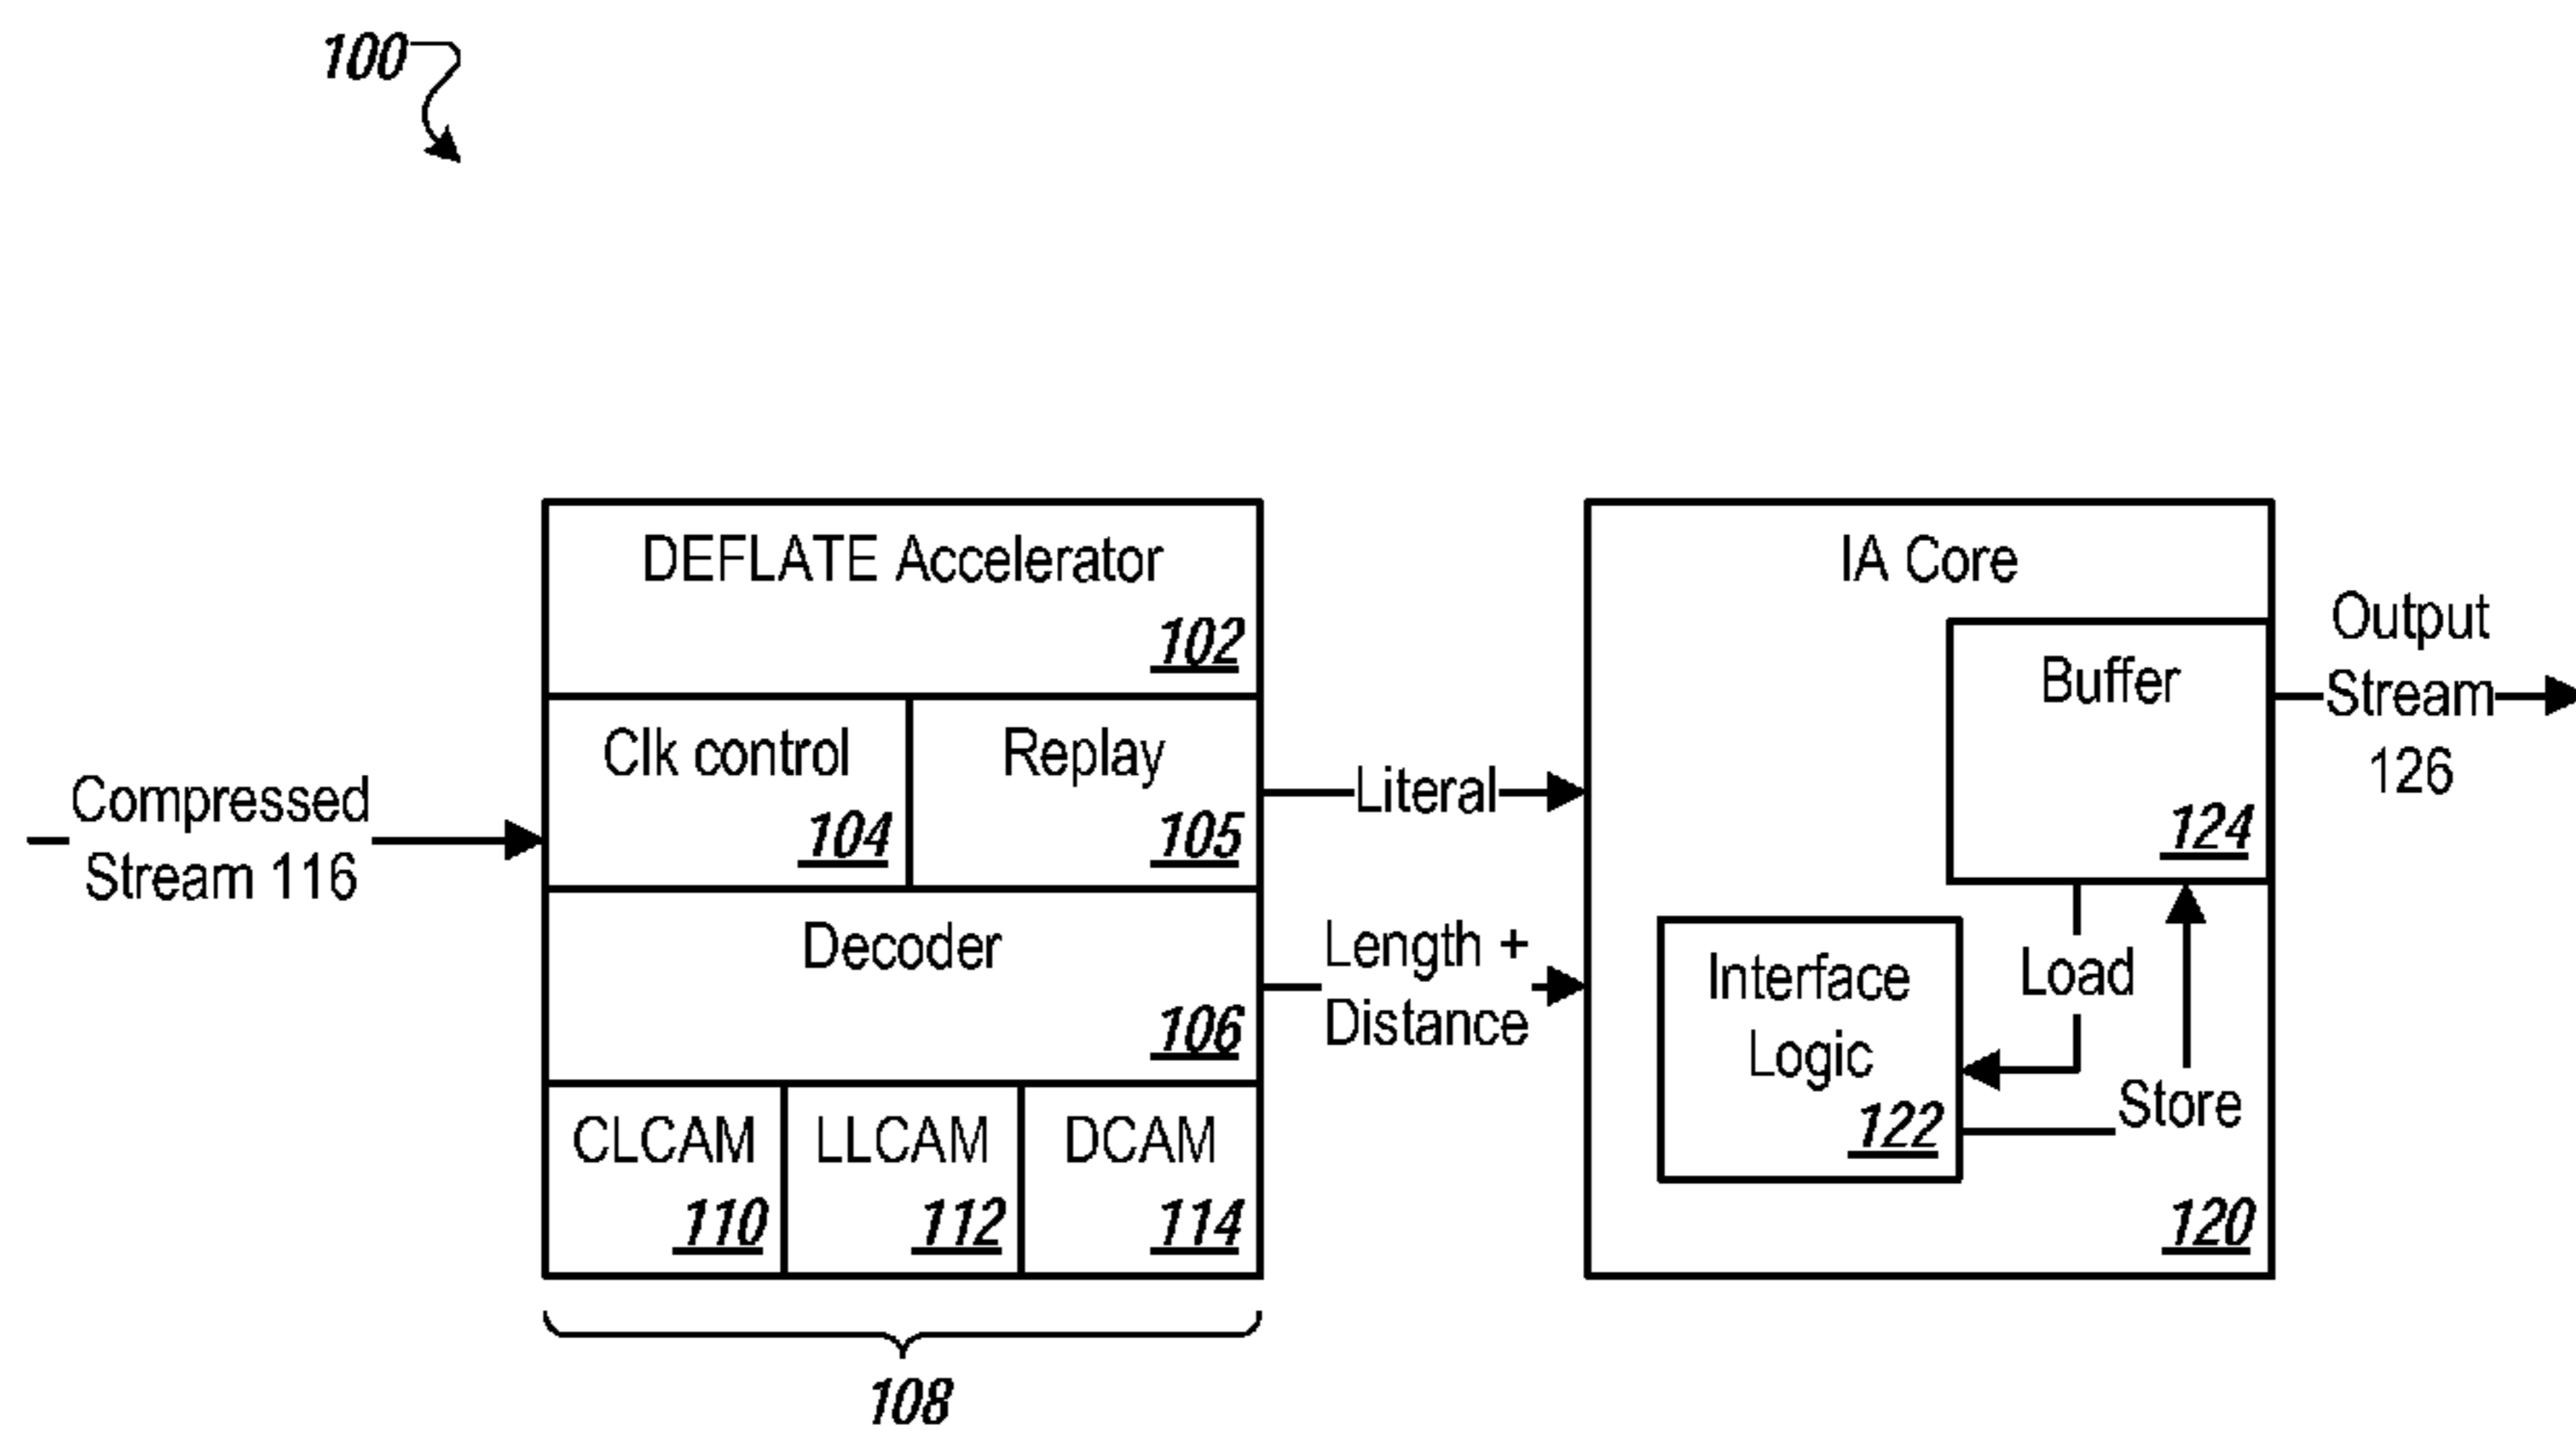 100
DEFLATE Accelerator
102
Clk control
104
Replay
105
Decoder
106
CLCAM
110
LLCAM
112
DCAM
114
108
Compressed
Stream 116
Literal
Length +
Distance
IA Core
Buffer
124
Interface
Logic
122
Load
Store
120
Output
Stream
126